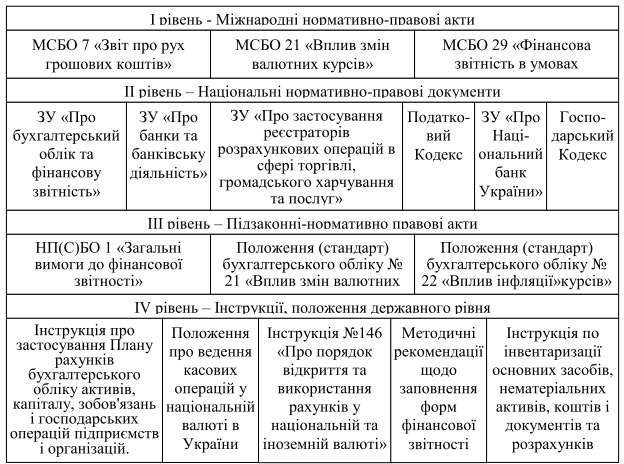 І рівень - Міжнародні нормативно-правові акти
МСБО 7 «Звіт про рух
грошових коштів»
МСБО 21 «Вплив змін
валютних курсів»
МСБО 29 «Фінансова
звітність в умовах
ІІ рівень – Національні нормативно-правові документи
ЗУ «Про
бухгалтерський
облік та
фінансову
звітність»
ЗУ «Про
банки та
банківську
діяльність»
ЗУ «Про застосування
реєстраторів
розрахункових операцій в
сфері торгівлі,
громадського харчування
та послуг»
Податко-
вий
Кодекс
ЗУ «Про
Наці-
ональний
банк
України»
Госпо-
дарський
Кодекс
ІІІ рівень – Підзаконні-нормативно правові акти
НП(С)БО 1 «Загальні
вимоги до фінансової
звітності»
Положення (стандарт)
бухгалтерського обліку №
21 «Вплив змін валютних
Положення (стандарт)
бухгалтерського обліку №
22 «Вплив інфляції»курсів»
IV рівень – Інструкції, положення державного рівня
Інструкція про
застосування Плану
рахунків
бухгалтерського
обліку активів,
капіталу, зобов'язань
і господарських
операцій підприємств
і організацій.
Положення
про ведення
касових
операцій у
національній
валюті в
Україні
Інструкція №146
«Про порядок
відкриття та
використання
рахунків у
національній та
іноземній валюті»
Методичні
рекомендації
щодо
заповнення
форм
фінансової
звітності
Інструкція по
інвентаризації
основних засобів,
нематеріальних
активів, коштів і
документів та
розрахунків